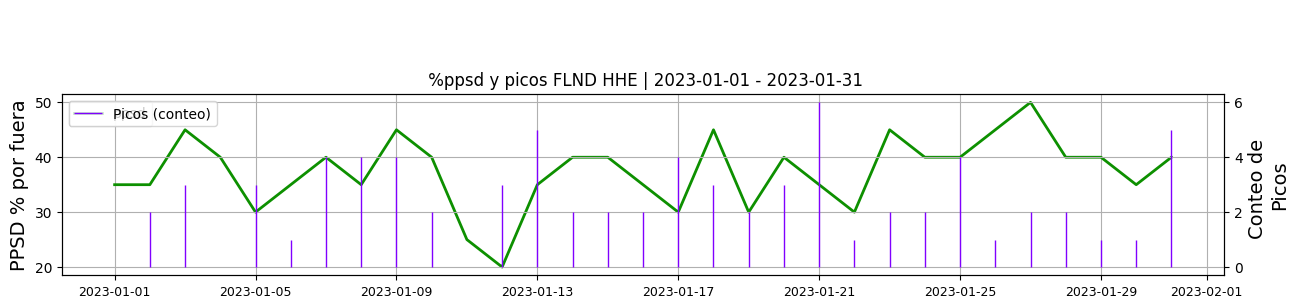 %ppsd y picos FLND HHE | 2023-01-01 - 2023-01-31
PPSD % por fuera
50
40
30
20
Picos (conteo)
6
4
2
0
Conteo de
Picos
2023-01-01 2023-01-05 2023-01-09 2023-01-13 2023-01-17 2023-01-21 2023-01-25 2023-01-29 2023-02-01